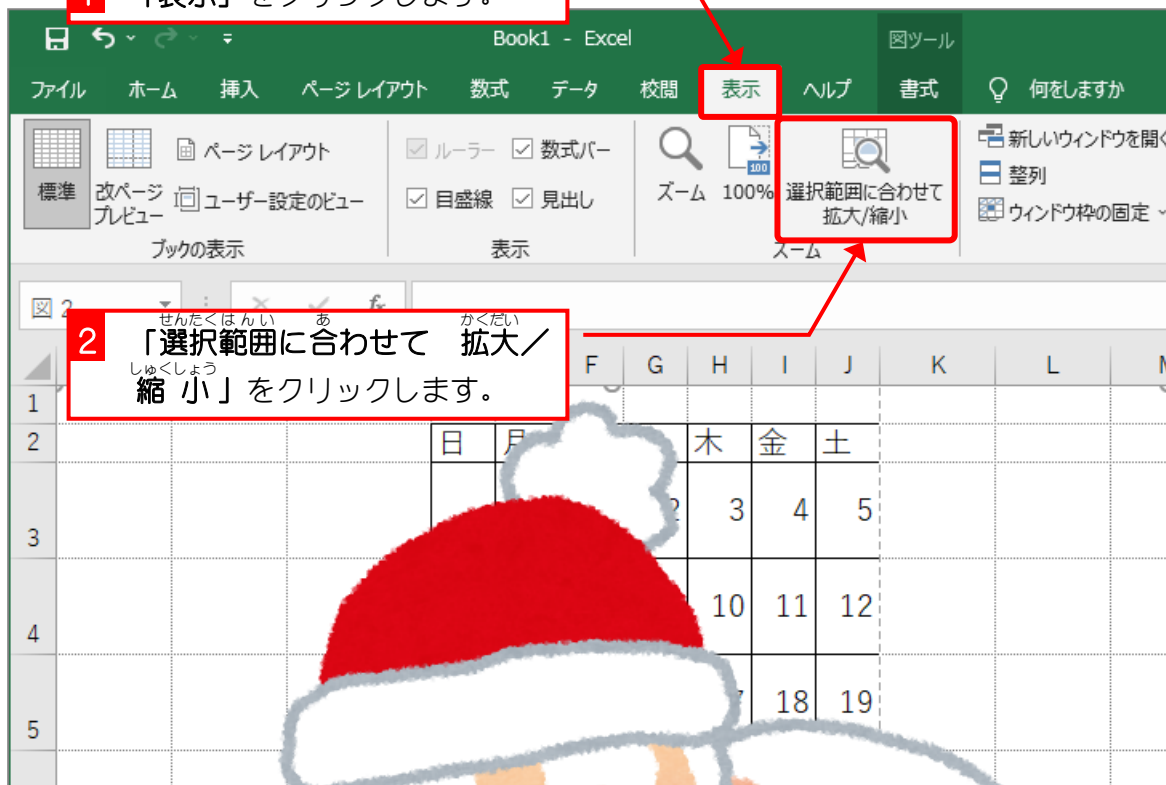 1 「表示」をクリックします。
Book1 - Excel 図ツール
ファイル ホーム 挿入 ページ レイアウト 数式 データ 校閲 表示 ヘルプ 書式 何をしますか
標準
改ページ
プレビュー
ページ レイアウト
ユーザー設定のビュー
ブックの表示
ルーラー 数式バー
目盛線 見出し
表示
ズーム
100
100%
選択範囲に合わせて
拡大/縮小
ズーム
新しいウィンドウを開く
整列
ウィンドウ枠の固定
図 2
fx
せんたくはんい あ かくだい
2 「選択範囲に合わせて 拡大/
しゅくしょう
縮 小」をクリックします。
F G H I J K L
1
2 日 月 木 金 土
3 2 3 4 5
4 10 11 12
5 18 19